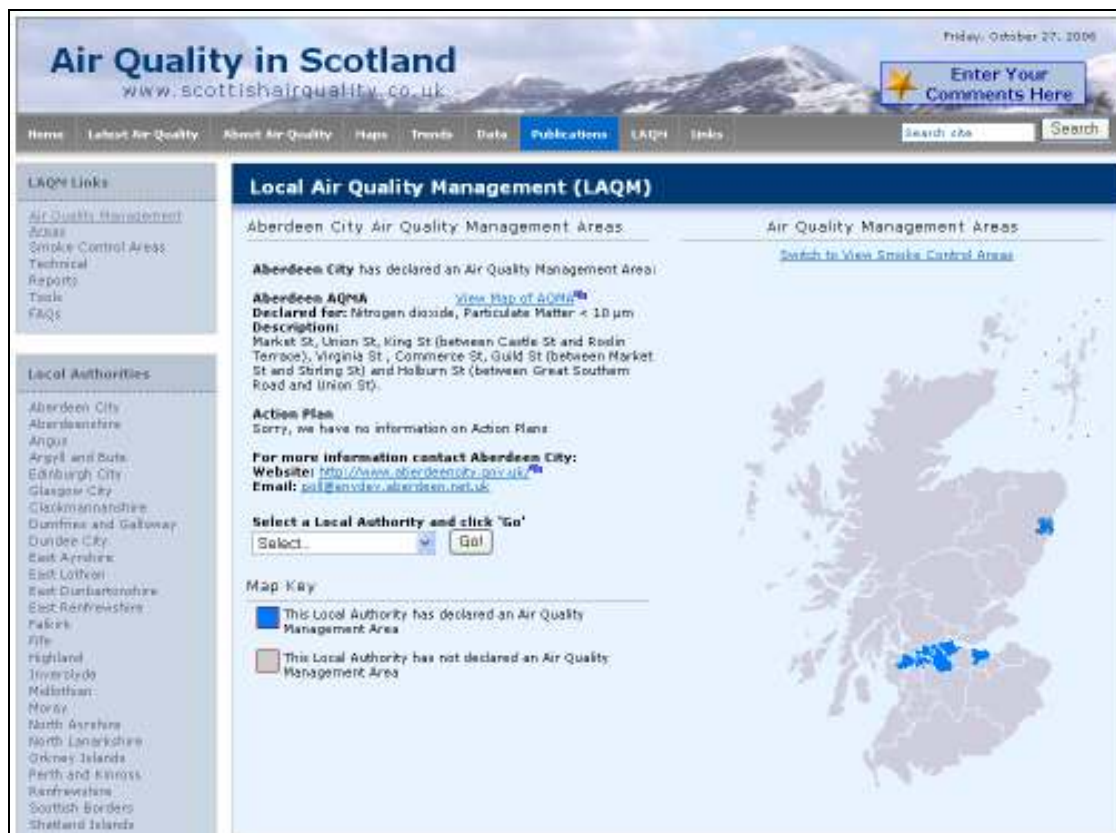 Friday, October 27, 2006
Air Quality in Scotland
www.scottishairquality.co.uk
Enter Your
Comments Here
Home Latest Air Quality About Air Quality Maps Trends Data Publications LAQM Links
Search site Search
LAQM Links
Air Quality Management
Areas
Smoke Control Areas
Technical
Reports
Tools
FAQs
Local Authorities
Aberdeen City
Aberdeenshire
Angus
Argyll and Bute
Edinburgh City
Glasgow City
Clackmannanshire
Dumfries and Galloway
Dundee City
East Ayrshire
East Lothian
East Dunbartonshire
East Renfrewshire
Falkirk
Fife
Highland
Inverclyde
Midlothian
Moray
North Ayrshire
North Lanarkshire
Orkney Islands
Perth and Kinross
Renfrewshire
Scottish Borders
Shetland Islands
Local Air Quality Management (LAQM)
Aberdeen City Air Quality Management Areas
Aberdeen City has declared an Air Quality Management Area:
Aberdeen AQMA View Map of AQMA
Declared for: Nitrogen dioxide, Particulate Matter < 10 µm
Description:
Market St, Union St, King St (between Castle St and Roslin
Terrace), Virginia St , Commerce St, Guild St (between Market
St and Stirling St) and Holburn St (between Great Southern
Road and Union St).
Action Plan
Sorry, we have no information on Action Plans
For more information contact Aberdeen City:
Website: http://www.aberdeencity.gov.uk/
Email: poll@envdev.aberdeen.net.uk
Select a Local Authority and click 'Go'
Select.. Go!
Map Key
This Local Authority has declared an Air Quality
Management Area
This Local Authority has not declared an Air Quality
Management Area
Air Quality Management Areas
Switch to View Smoke Control Areas